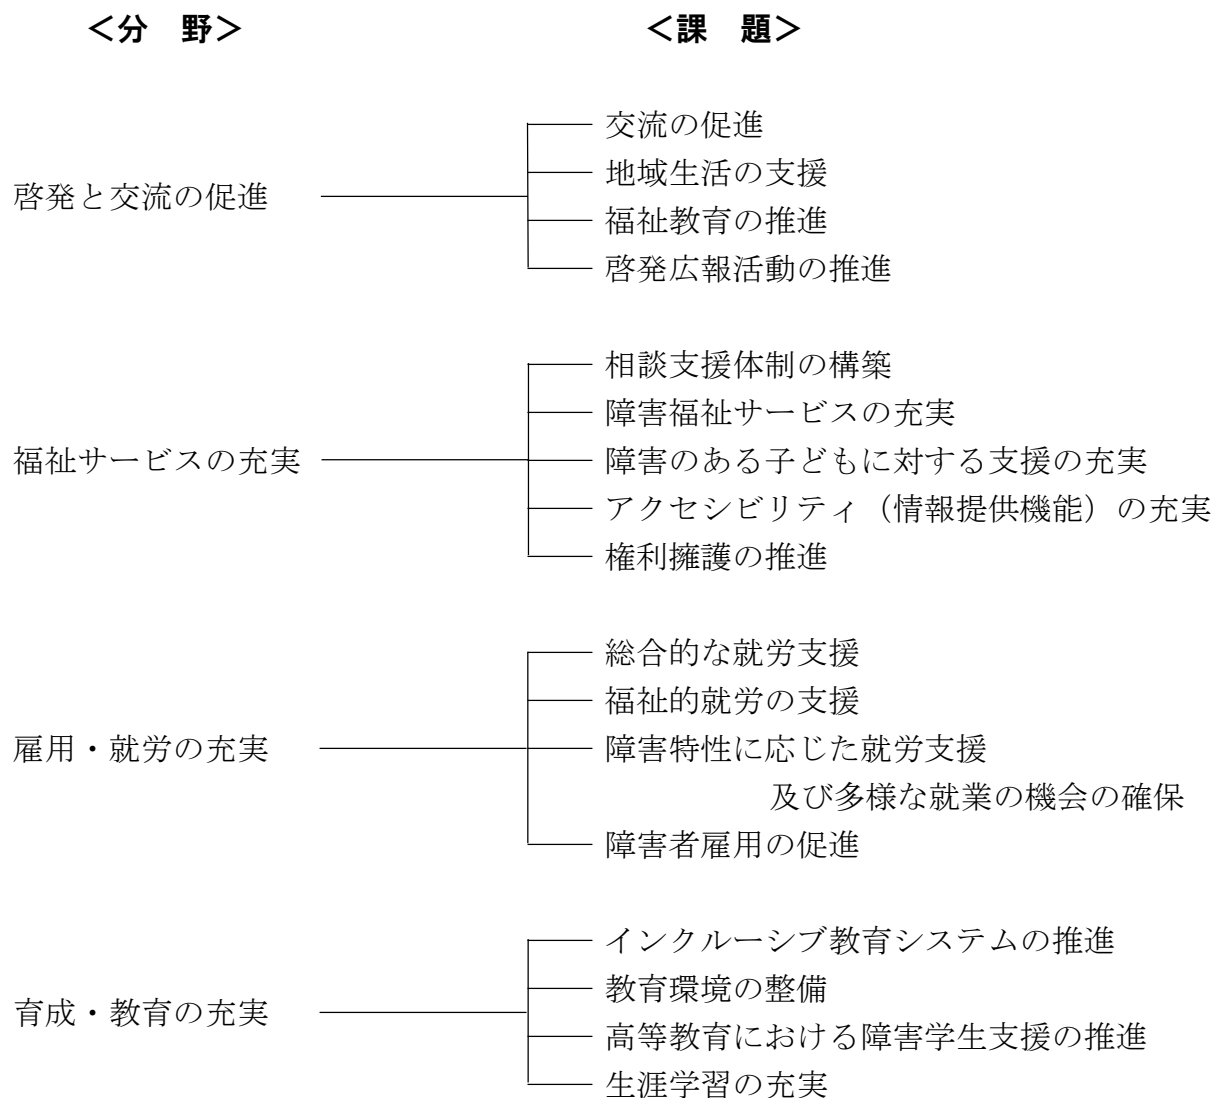 ＜分　野＞　＜課　題＞
啓発と交流の促進
交流の促進
地域生活の支援
福祉教育の推進
啓発広報活動の推進
福祉サービスの充実
相談支援体制の構築
障害福祉サービスの充実
障害のある子どもに対する支援の充実
アクセシビリティ（情報提供機能）の充実
権利擁護の推進
雇用・就労の充実
総合的な就労支援
福祉的就労の支援
障害特性に応じた就労支援
及び多様な就業の機会の確保
障害者雇用の促進
育成・教育の充実
インクルーシブ教育システムの推進
教育環境の整備
高等教育における障害学生支援の推進
生涯学習の充実